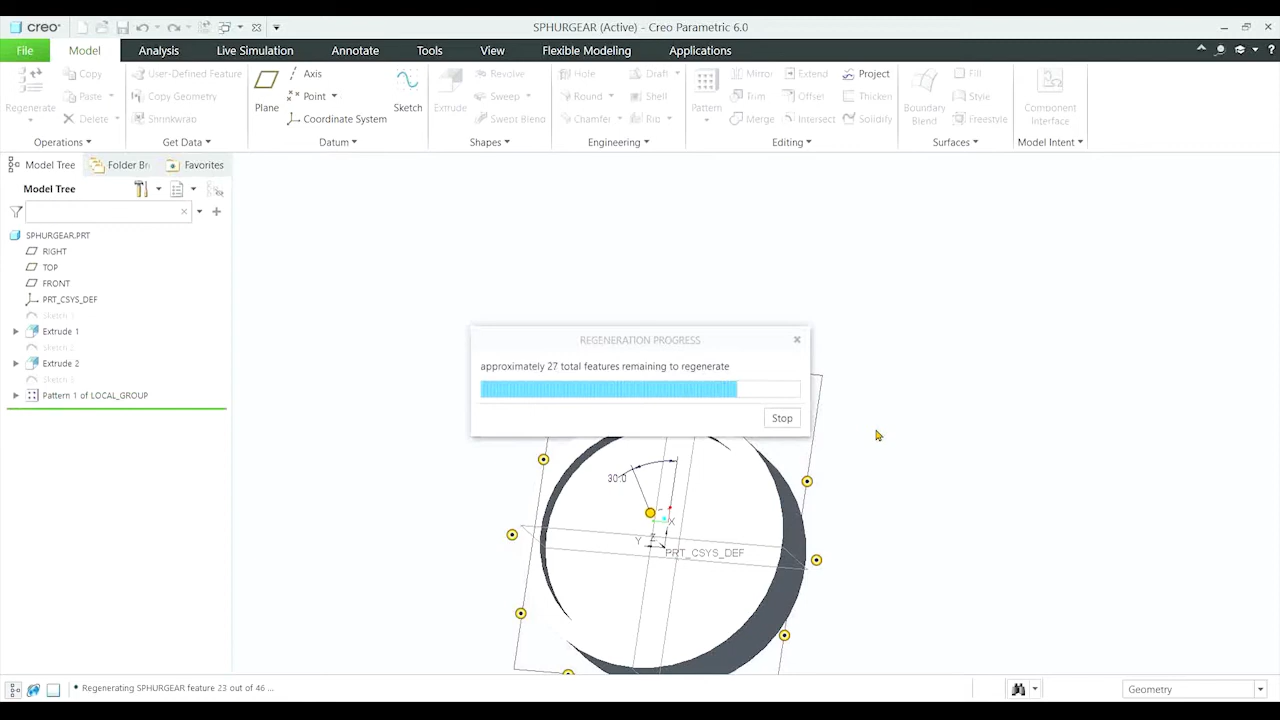 creo
SPHURGEAR (Active) - Creo Parametric 6.0
File Model Analysis Live Simulation Annotate Tools View Flexible Modeling Applications
Regenerate
Copy
Paste
Delete
Operations
User-Defined Feature
Copy Geometry
Shrinkwrap
Get Data
Plane
Axis
Point
Coordinate System
Sketch
Datum
Extrude
Revolve
Sweep
Swept Blend
Shapes
Hole
Round
Chamfer
Draft
Shell
Rib
Engineering
Pattern
Mirror
Trim
Merge
Extend
Offset
Intersect
Project
Thicken
Solidify
Editing
Boundary
Blend
Fill
Style
Freestyle
Surfaces
Component
Interface
Model Intent
Model Tree Folder Br Favorites
Model Tree
SPHURGEAR.PRT
RIGHT
TOP
FRONT
PRT_CSYS_DEF
Sketch 1
Extrude 1
Sketch 2
Extrude 2
Sketch 3
Pattern 1 of LOCAL_GROUP
REGENERATION PROGRESS
approximately 27 total features remaining to regenerate
Stop
30.0
X
Y
Z
PRT_CSYS_DEF
Regenerating SPHURGEAR feature 23 out of 46 ...
Geometry